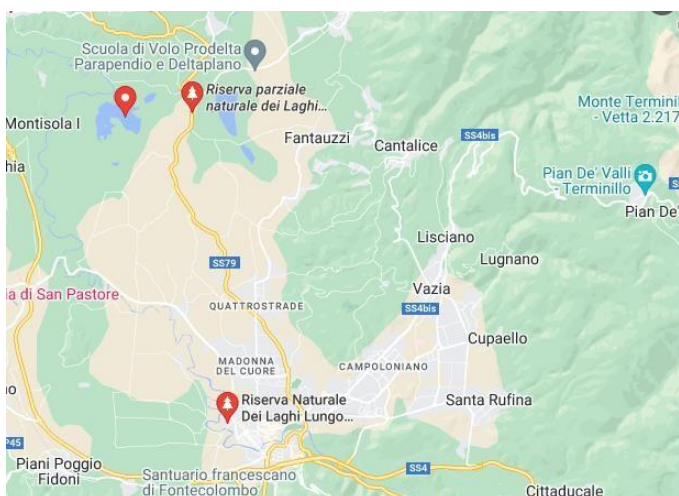 Scuola di Volo Prodelta
Parapendio e Deltaplano
Riserva parziale
naturale dei Laghi...
Monte Termini
- Vetta 2.217
Montisola I
Fantauzzi
Cantalice
SS4bis
hia
Pian De' Valli
- Terminillo
S
Pian De'
Lisciano
Lugnano
SS79
Vazia
la di San Pastore
QUATTROSTRADE
SS4bis
Cupaello
MADONNA
DEL CUORE
CAMPOLONIANO
o
Riserva Naturale
Dei Laghi Lungo...
Santa Rufina
P45
Piani Poggio
Fidoni
Santuario francescano
di Fontecolombo
SS4
Cittaducale